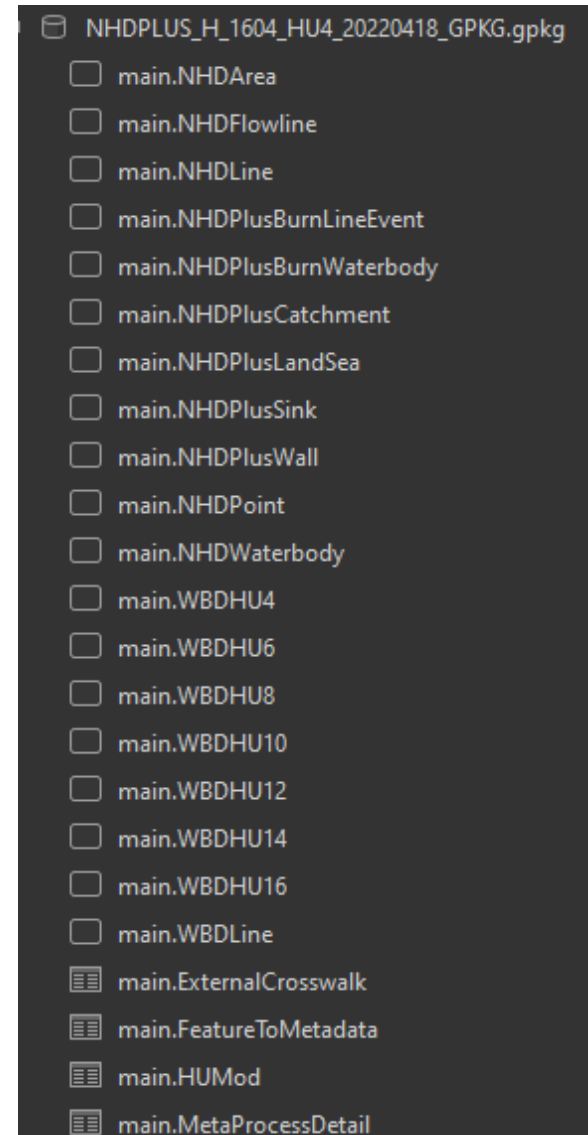 NHDPLUS_H_1604_HU4_20220418_GPKG.gpkg
main.NHDArea
main.NHDFlowline
main.NHDLine
main.NHDPlusBurnLineEvent
main.NHDPlusBurnWaterbody
main.NHDPlusCatchment
main.NHDPlusLandSea
main.NHDPlusSink
main.NHDPlusWall
main.NHDPoint
main.NHDWaterbody
main.WBDHU4
main.WBDHU6
main.WBDHU8
main.WBDHU10
main.WBDHU12
main.WBDHU14
main.WBDHU16
main.WBDLine
main.ExternalCrosswalk
main.FeatureToMetadata
main.HUMod
main.MetaProcessDetail